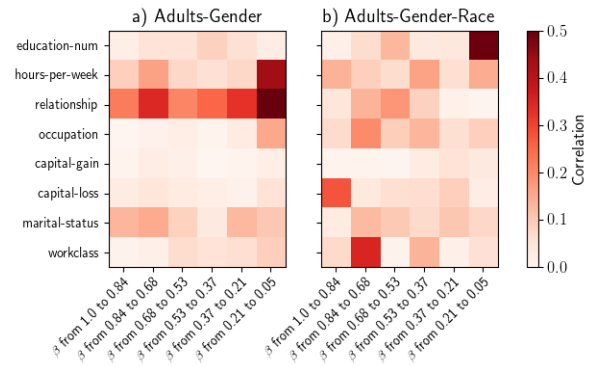 a) Adults-Gender
b) Adults-Gender-Race
education-num
hours-per-week
relationship
occupation
capital-gain
capital-loss
marital-status
workclass
β from 1.0 to 0.84
β from 0.84 to 0.68
β from 0.68 to 0.53
β from 0.53 to 0.37
β from 0.37 to 0.21
β from 0.21 to 0.05
β from 1.0 to 0.84
β from 0.84 to 0.68
β from 0.68 to 0.53
β from 0.53 to 0.37
β from 0.37 to 0.21
β from 0.21 to 0.05
0.5
0.4
0.3
0.2
0.1
0.0
Correlation